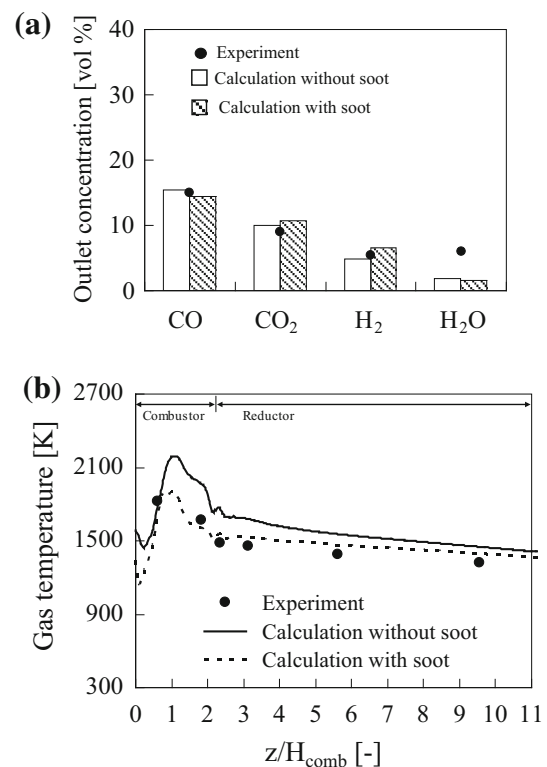 (a)
Outlet concentration [vol %]
40
30
20
10
0
Experiment
Calculation without soot
Calculation with soot
CO
CO₂
H₂
H₂O
(b)
Gas temperature [K]
2700
2100
1500
900
300
Combustor
Reductor
Experiment
Calculation without soot
Calculation with soot
0 1 2 3 4 5 6 7 8 9 10 11
z/H_comb [-]